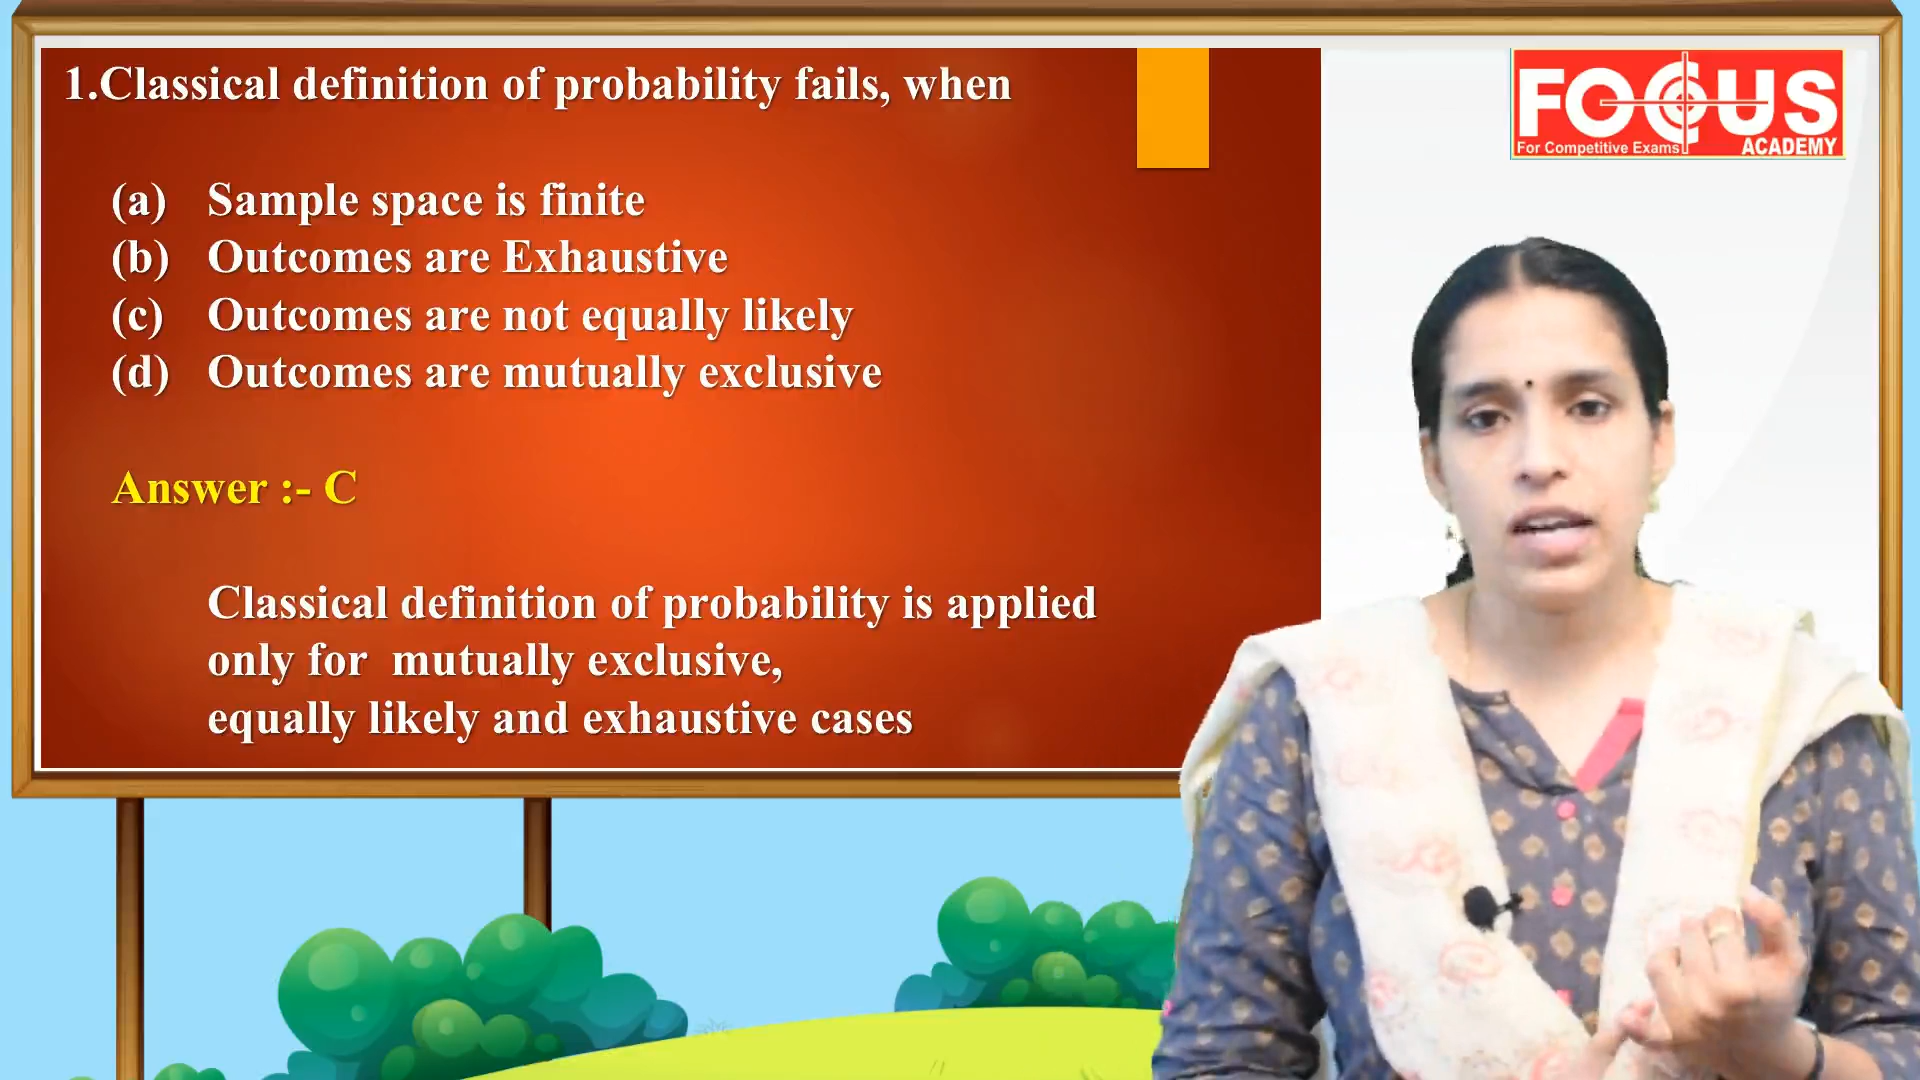 1.Classical definition of probability fails, when
(a) Sample space is finite
(b) Outcomes are Exhaustive
(c) Outcomes are not equally likely
(d) Outcomes are mutually exclusive
Answer :- C
Classical definition of probability is applied
only for mutually exclusive,
equally likely and exhaustive cases
FOCUS
For Competitive Exams ACADEMY